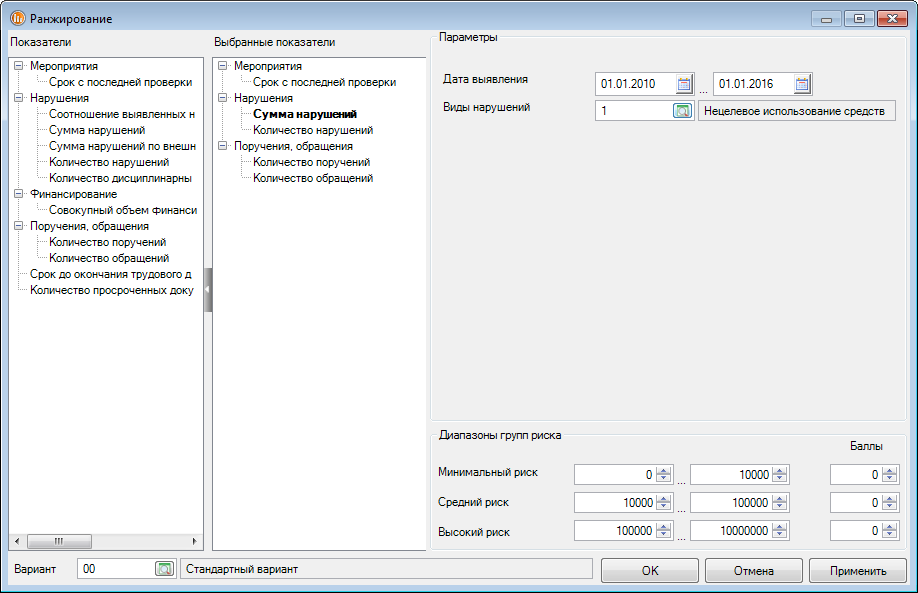 Ранжирование
Показатели
Мероприятия
Срок с последней проверки
Нарушения
Соотношение выявленных н
Сумма нарушений
Сумма нарушений по внешн
Количество нарушений
Количество дисциплинарны
Финансирование
Совокупный объем финанси
Поручения, обращения
Количество поручений
Количество обращений
Срок до окончания трудового д
Количество просроченных доку
Выбранные показатели
Мероприятия
Срок с последней проверки
Нарушения
Сумма нарушений
Количество нарушений
Поручения, обращения
Количество поручений
Количество обращений
Параметры
Дата выявления 01.01.2010 ... 01.01.2016
Виды нарушений 1 Нецелевое использование средств
Диапазоны групп риска
Баллы
Минимальный риск 0 ... 10000 0
Средний риск 10000 ... 100000 0
Высокий риск 100000 ... 10000000 0
Вариант 00 Стандартный вариант
OK Отмена Применить